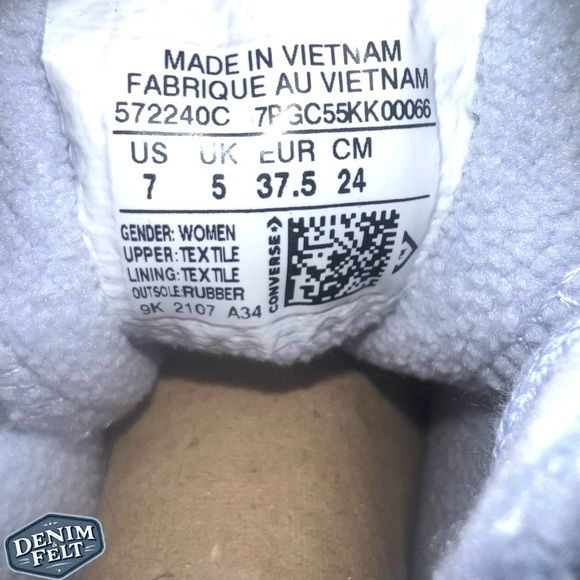 MADE IN VIETNAM
FABRIQUE AU VIETNAM
572240C
US UK EUR CM
7 5 37.5 24
GENDER: WOMEN
UPPER: TEXTILE
LINING: TEXTILE
OUTSOLE: RUBBER
9K 2107 A34
CONVERSE
DENIM
&
FELT